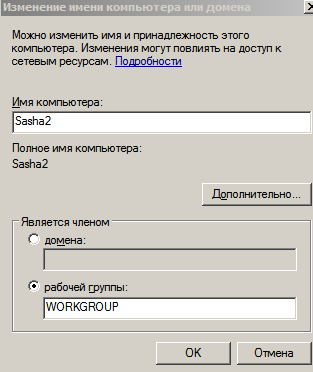 Изменение имени компьютера или домена
Можно изменить имя и принадлежность этого
компьютера. Изменения могут повлиять на доступ к
сетевым ресурсам. Подробности
Имя компьютера:
Sasha2
Полное имя компьютера:
Sasha2
Дополнительно...
Является членом
домена:
рабочей группы:
WORKGROUP
OK
Отмена